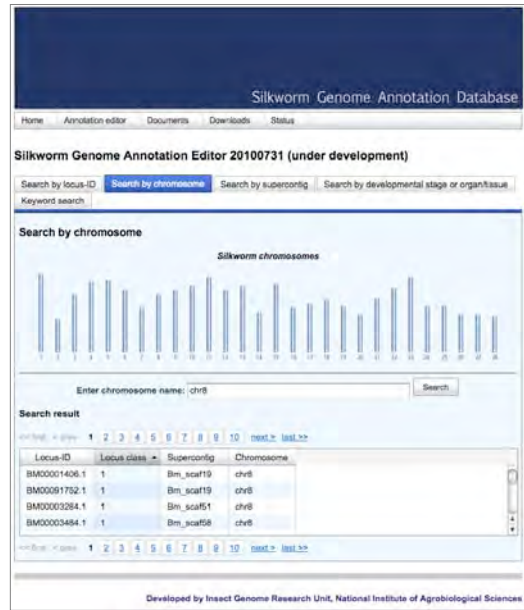 Silkworm Genome Annotation Database
Home Annotation editor Documents Downloads Status
Silkworm Genome Annotation Editor 20100731 (under development)
Search by locus-ID Search by chromosome Search by supercontig Search by developmental stage or organ/tissue
Keyword search
Search by chromosome
Silkworm chromosomes
Enter chromosome name: chr8 Search
Search result
<< first < prev 1 2 3 4 5 6 7 8 9 10 next > last >>
Locus-ID Locus class Supercontig Chromosome
BM00001406.1 1 Bm_scaf19 chr8
BM00091752.1 1 Bm_scaf19 chr8
BM00003284.1 1 Bm_scaf51 chr8
BM00003484.1 1 Bm_scaf58 chr8
<< first < prev 1 2 3 4 5 6 7 8 9 10 next > last >>
Developed by Insect Genome Research Unit, National Institute of Agrobiological Sciences